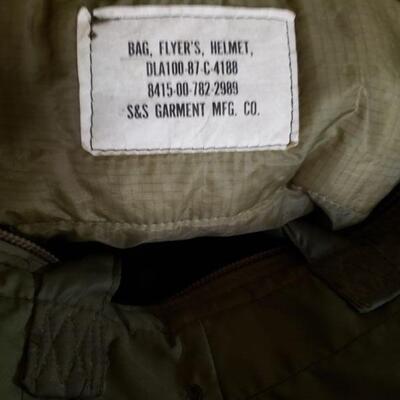 BAG, FLYER'S, HELMET,
DLA100-87-C-4188
8415-00-782-2989
S&S GARMENT MFG. CO.